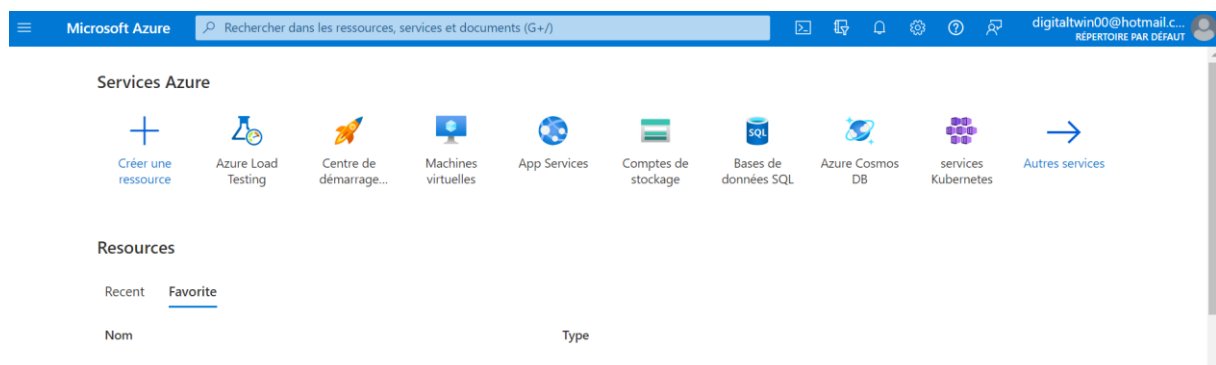 Microsoft Azure
Rechercher dans les ressources, services et documents (G+/)
digitaltwin00@hotmail.c...
RÉPERTOIRE PAR DÉFAUT
Services Azure
Créer une
ressource
Azure Load
Testing
Centre de
démarrage...
Machines
virtuelles
App Services
Comptes de
stockage
SQL
Bases de
données SQL
Azure Cosmos
DB
services
Kubernetes
Autres services
Resources
Recent
Favorite
Nom
Type